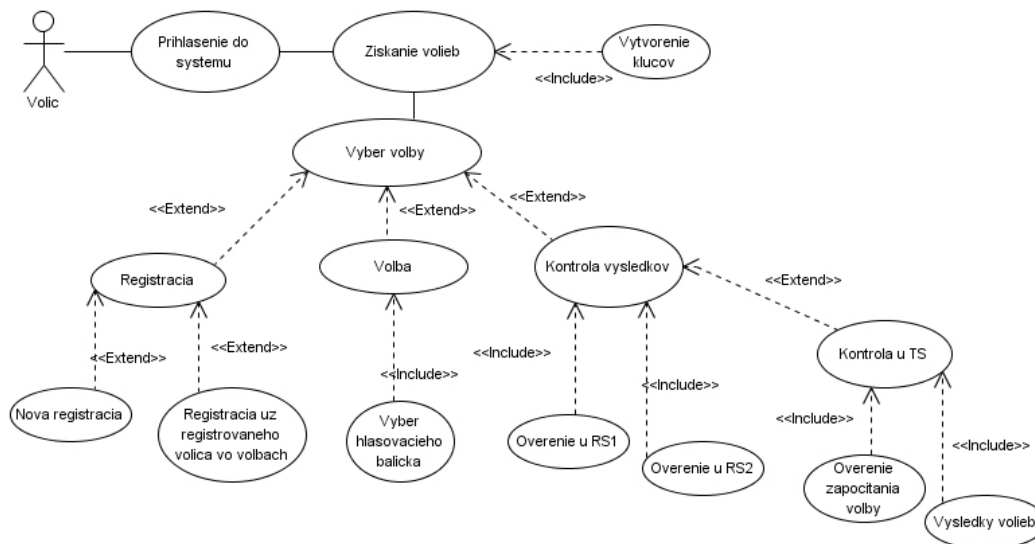 Volic
Prihlasenie do
systemu
Ziskanie volieb
Vytvorenie
klucov
<<Include>>
Vyber volby
<<Extend>>
<<Extend>>
<<Extend>>
Registracia
Volba
Kontrola vysledkov
<<Extend>>
<<Extend>>
<<Extend>>
<<Include>>
<<Include>>
<<Include>>
Kontrola u TS
Nova registracia
Registracia uz
registrovaneho
volica vo volbach
Vyber
hlasovacieho
balicka
Overenie u RS1
Overenie u RS2
<<Include>>
<<Include>>
Overenie
zapocitania
volby
Vysledky volieb